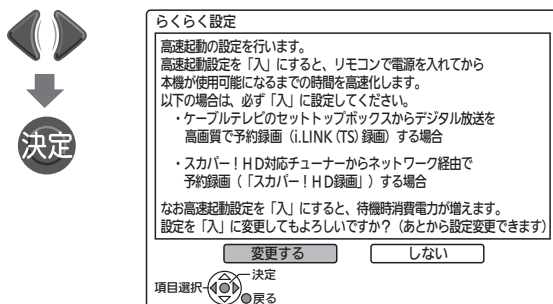 決定
らくらく設定
高速起動の設定を行います。
高速起動設定を「入」にすると、リモコンで電源を入れてから
本機が使用可能になるまでの時間を高速化します。
以下の場合は、必ず「入」に設定してください。
・ケーブルテレビのセットトップボックスからデジタル放送を
高画質で予約録画（i.LINK (TS) 録画）する場合
・スカパー！HD対応チューナーからネットワーク経由で
予約録画（「スカパー！HD録画」）する場合
なお高速起動設定を「入」にすると、待機時消費電力が増えます。
設定を「入」に変更してもよろしいですか？（あとから設定変更できます）
変更する
しない
決定
項目選択
戻る